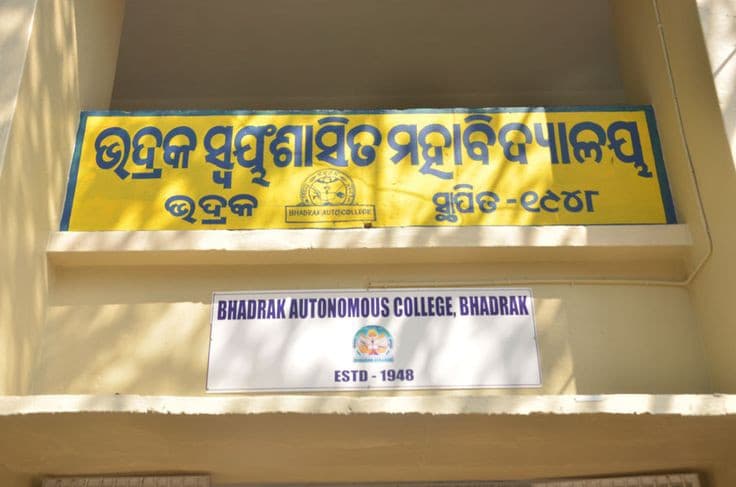 ଭଦ୍ରକ ସ୍ୱୟଂଶାସିତ ମହାବିଦ୍ୟାଳୟ
ଭଦ୍ରକ
BHADRAK AUTO COLLEGE
ସ୍ଥାପିତ -୧୯୪୮
BHADRAK AUTONOMOUS COLLEGE, BHADRAK
ESTD - 1948